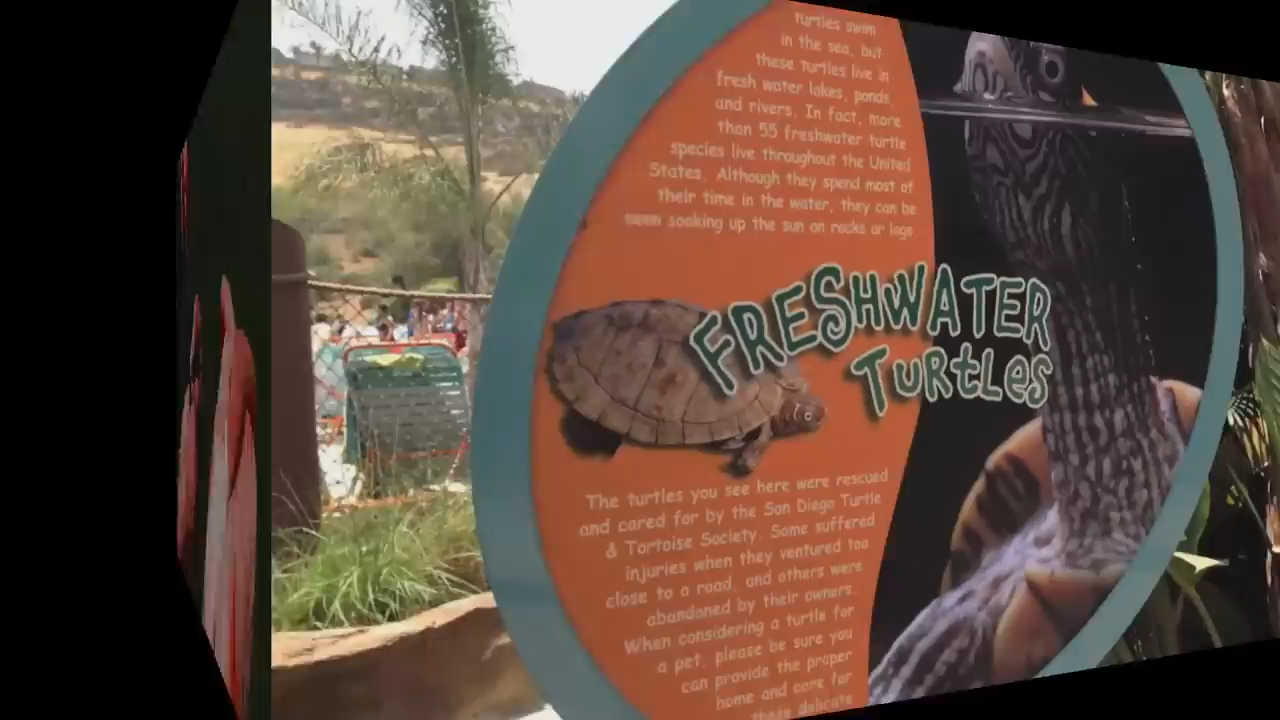 turtles swim
in the sea, but
these turtles live in
fresh water lakes, ponds,
and rivers. In fact, more
than 55 freshwater turtle
species live throughout the United
States. Although they spend most of
their time in the water, they can be
seen soaking up the sun on rocks or logs
FRESHWATER
TURTLES
The turtles you see here were rescued
and cared for by the San Diego Turtle
& Tortoise Society. Some suffered
injuries when they ventured too
close to a road, and others were
abandoned by their owners.
When considering a turtle for
a pet, please be sure you
can provide the proper
home and care for
these delicate